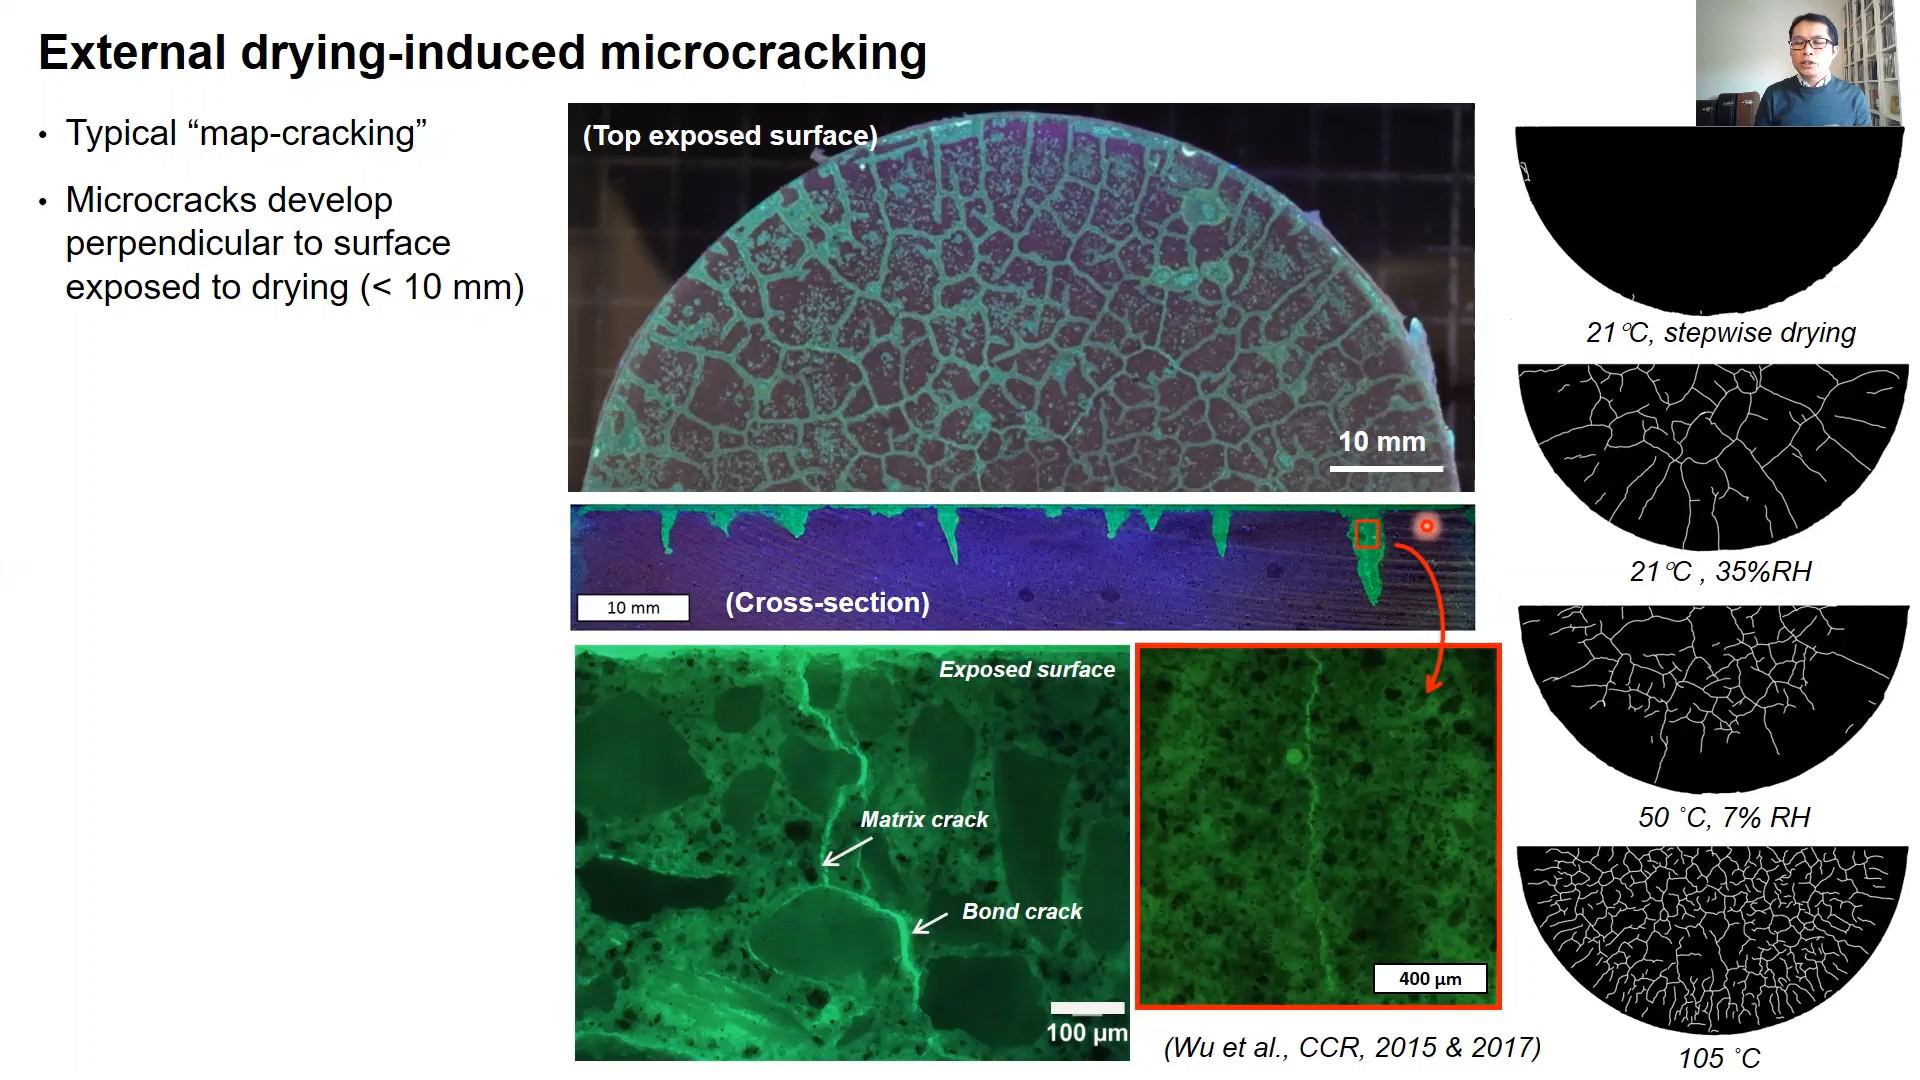 External drying-induced microcracking
• Typical “map-cracking”
• Microcracks develop
perpendicular to surface
exposed to drying (< 10 mm)
(Top exposed surface)
10 mm
10 mm
(Cross-section)
Exposed surface
Matrix crack
Bond crack
100 µm
400 µm
(Wu et al., CCR, 2015 & 2017)
21°C, stepwise drying
21°C , 35%RH
50 ˚C, 7% RH
105 ˚C